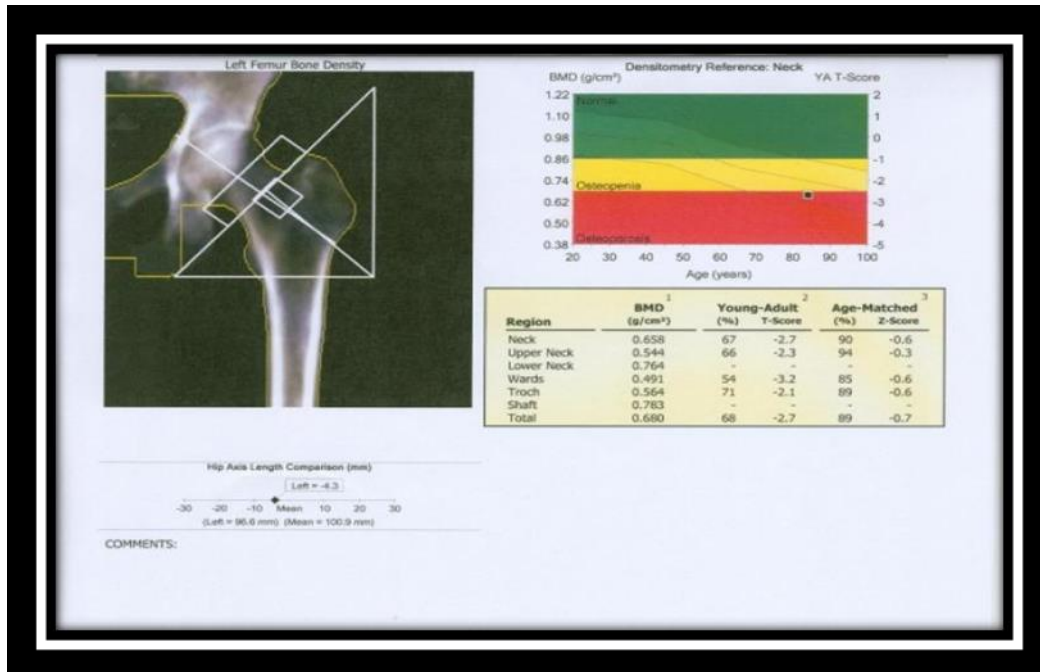 Left Femur Bone Density
Densitometry Reference: Neck
BMD (g/cm²) YA T-Score
1.22 2
Normal
1.10 1
0.98 0
0.86 -1
0.74 -2
Osteopenia
0.62 -3
0.50 -4
Osteoporosis
0.38 -5
20 30 40 50 60 70 80 90 100
Age (years)
1 2 3
BMD Young-Adult Age-Matched
Region (g/cm²) (%) T-Score (%) Z-Score
Neck 0.658 67 -2.7 90 -0.6
Upper Neck 0.544 66 -2.3 94 -0.3
Lower Neck 0.764 - - - -
Wards 0.491 54 -3.2 85 -0.6
Troch 0.564 71 -2.1 89 -0.6
Shaft 0.783 - - - -
Total 0.680 68 -2.7 89 -0.7
Hip Axis Length Comparison (mm)
Left = -4.3
-30 -20 -10 Mean 10 20 30
(Left = 96.6 mm) (Mean = 100.9 mm)
COMMENTS: